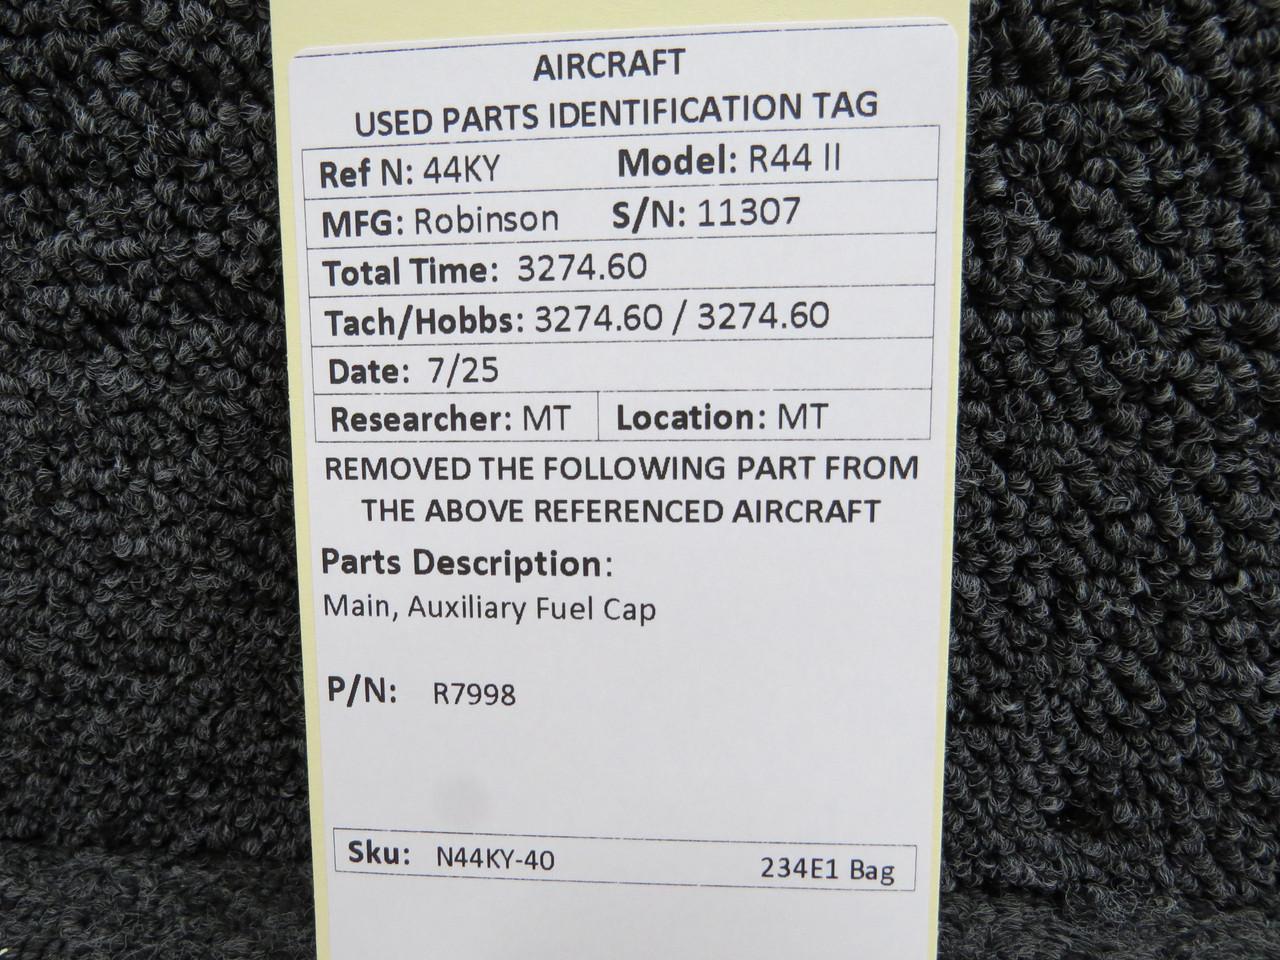 AIRCRAFT
USED PARTS IDENTIFICATION TAG
Ref N: 44KY Model: R44 II
MFG: Robinson S/N: 11307
Total Time: 3274.60
Tach/Hobbs: 3274.60 / 3274.60
Date: 7/25
Researcher: MT Location: MT
REMOVED THE FOLLOWING PART FROM
THE ABOVE REFERENCED AIRCRAFT
Parts Description:
Main, Auxiliary Fuel Cap
P/N: R7998
Sku: N44KY-40 234E1 Bag